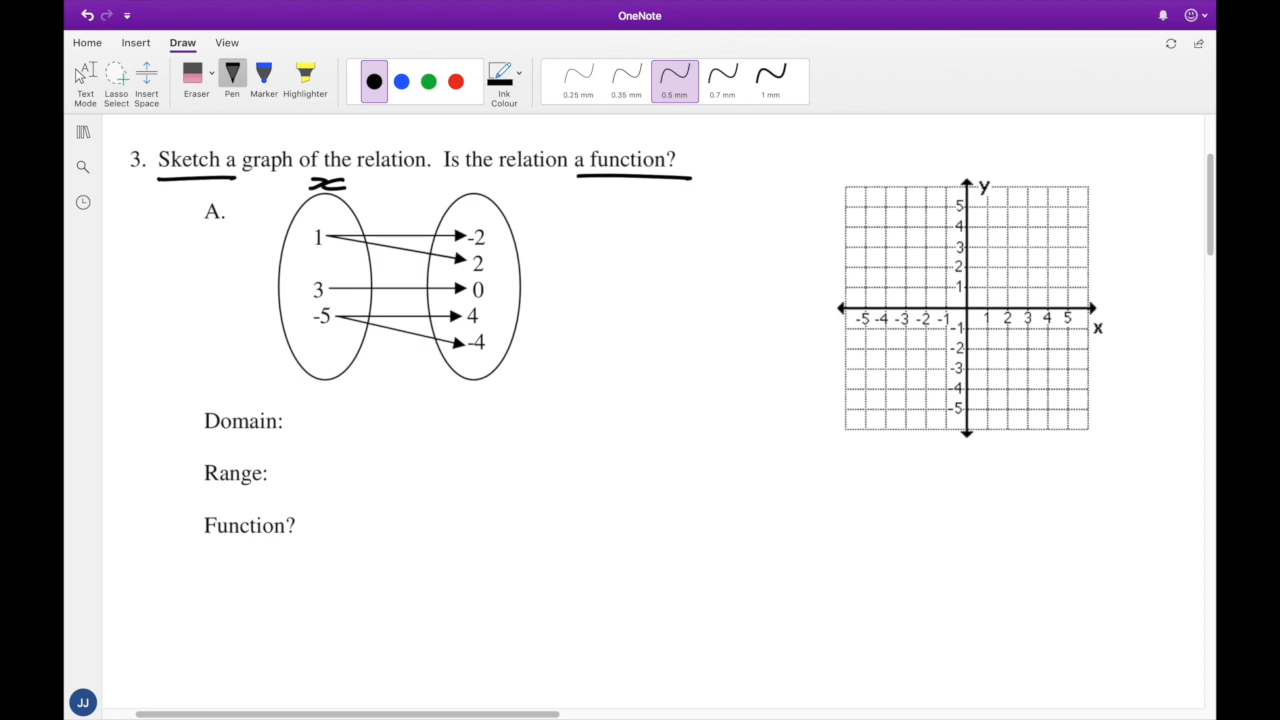 OneNote
Home Insert Draw View
Text Mode
Lasso Select
Insert Space
Eraser
Pen
Marker
Highlighter
Ink Colour
0.25 mm
0.35 mm
0.5 mm
0.7 mm
1 mm
3. Sketch a graph of the relation. Is the relation a function?
x
A.
1 -2
2
3 0
-5 4
-4
Domain:
Range:
Function?
y
5
4
3
2
1
-5 -4 -3 -2 -1 1 2 3 4 5
x
-1
-2
-3
-4
-5
JJ